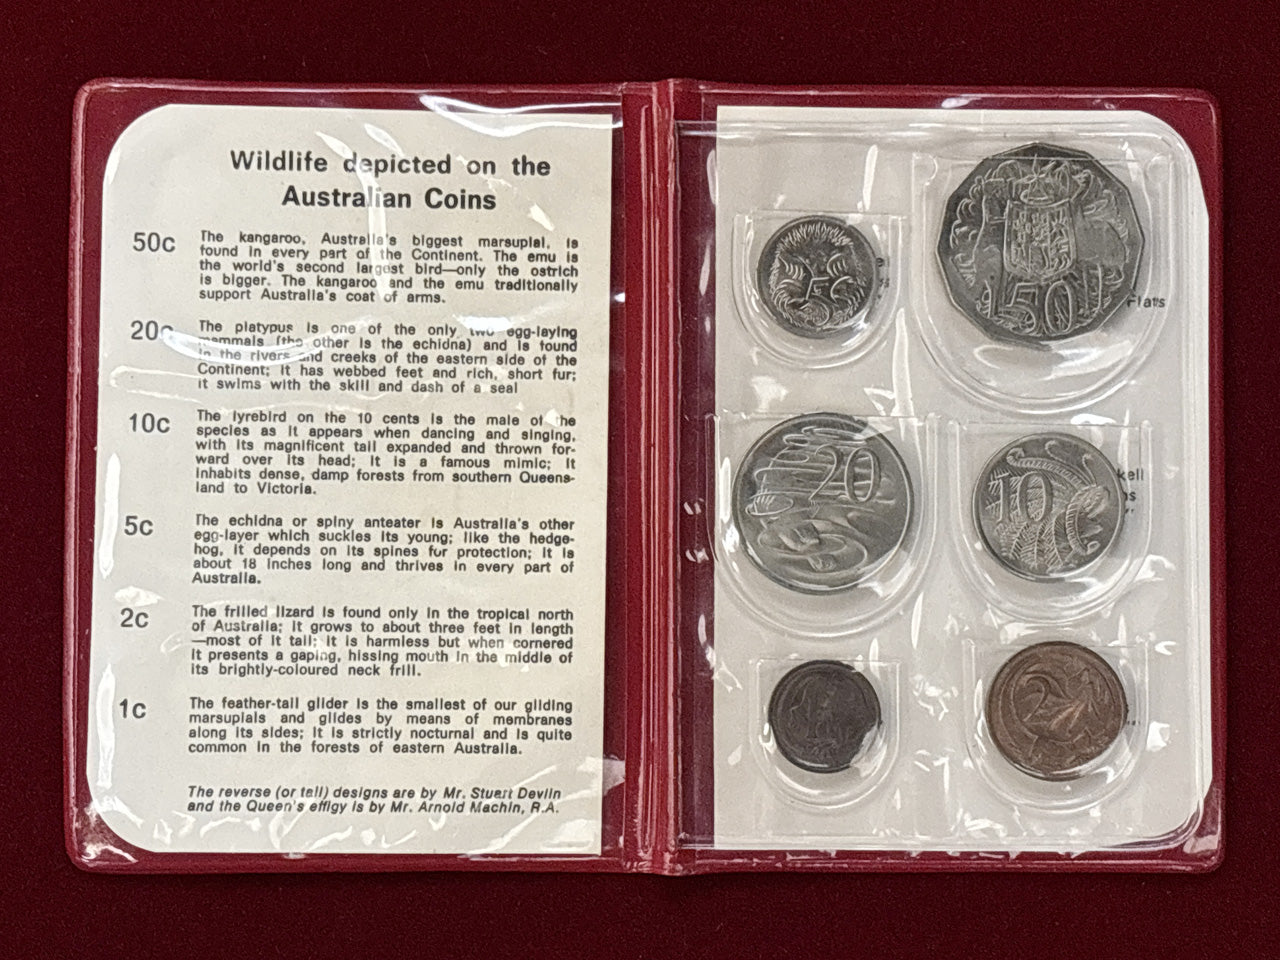 Wildlife depicted on the
Australian Coins
50c
The kangaroo, Australia's biggest marsupial, is
found in every part of the Continent. The emu is
the world's second largest bird—only the ostrich
is bigger. The kangaroo and the emu traditionally
support Australia's coat of arms.
20c
The platypus is one of the only two egg-laying
mammals (the other is the echidna) and is found
in the rivers and creeks of the eastern side of the
Continent; it has webbed feet and rich, short fur;
it swims with the skill and dash of a seal
10c
The lyrebird on the 10 cents is the male of the
species as it appears when dancing and singing,
with its magnificent tail expanded and thrown for-
ward over its head; it is a famous mimic; it
inhabits dense, damp forests from southern Queens-
land to Victoria.
5c
The echidna or spiny anteater is Australia's other
egg-layer which suckles its young; like the hedge-
hog, it depends on its spines fur protection; it is
about 18 inches long and thrives in every part of
Australia.
2c
The frilled lizard is found only in the tropical north
of Australia; it grows to about three feet in length
—most of it tail; it is harmless but when cornered
it presents a gaping, hissing mouth in the middle of
its brightly-coloured neck frill.
1c
The feather-tail glider is the smallest of our gliding
marsupials and glides by means of membranes
along its sides; it is strictly nocturnal and is quite
common in the forests of eastern Australia.
The reverse (or tail) designs are by Mr. Stuart Devlin
and the Queen's effigy is by Mr. Arnold Machin, R.A.
5
50
Flats
20
10
kell
1
2